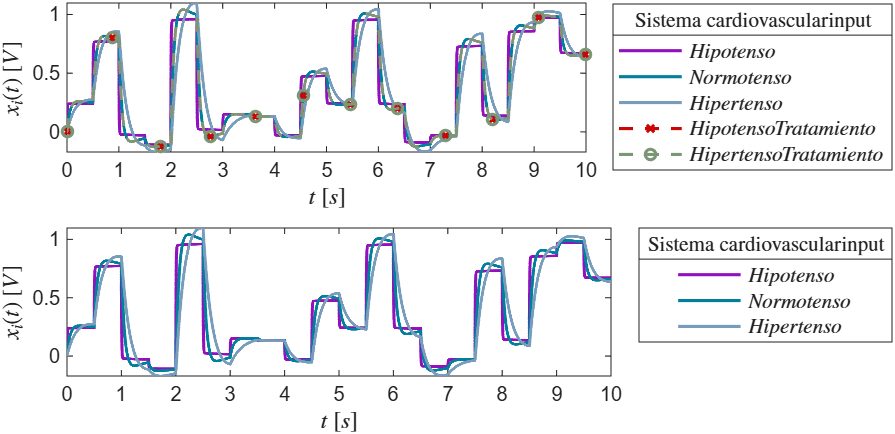 1
0.5
0
x_i(t) [V]
0 1 2 3 4 5 6 7 8 9 10
t [s]
Sistema cardiovascularinput
Hipotenso
Normotenso
Hipertenso
HipotensoTratamiento
HipertensoTratamiento
1
0.5
0
x_i(t) [V]
0 1 2 3 4 5 6 7 8 9 10
t [s]
Sistema cardiovascularinput
Hipotenso
Normotenso
Hipertenso